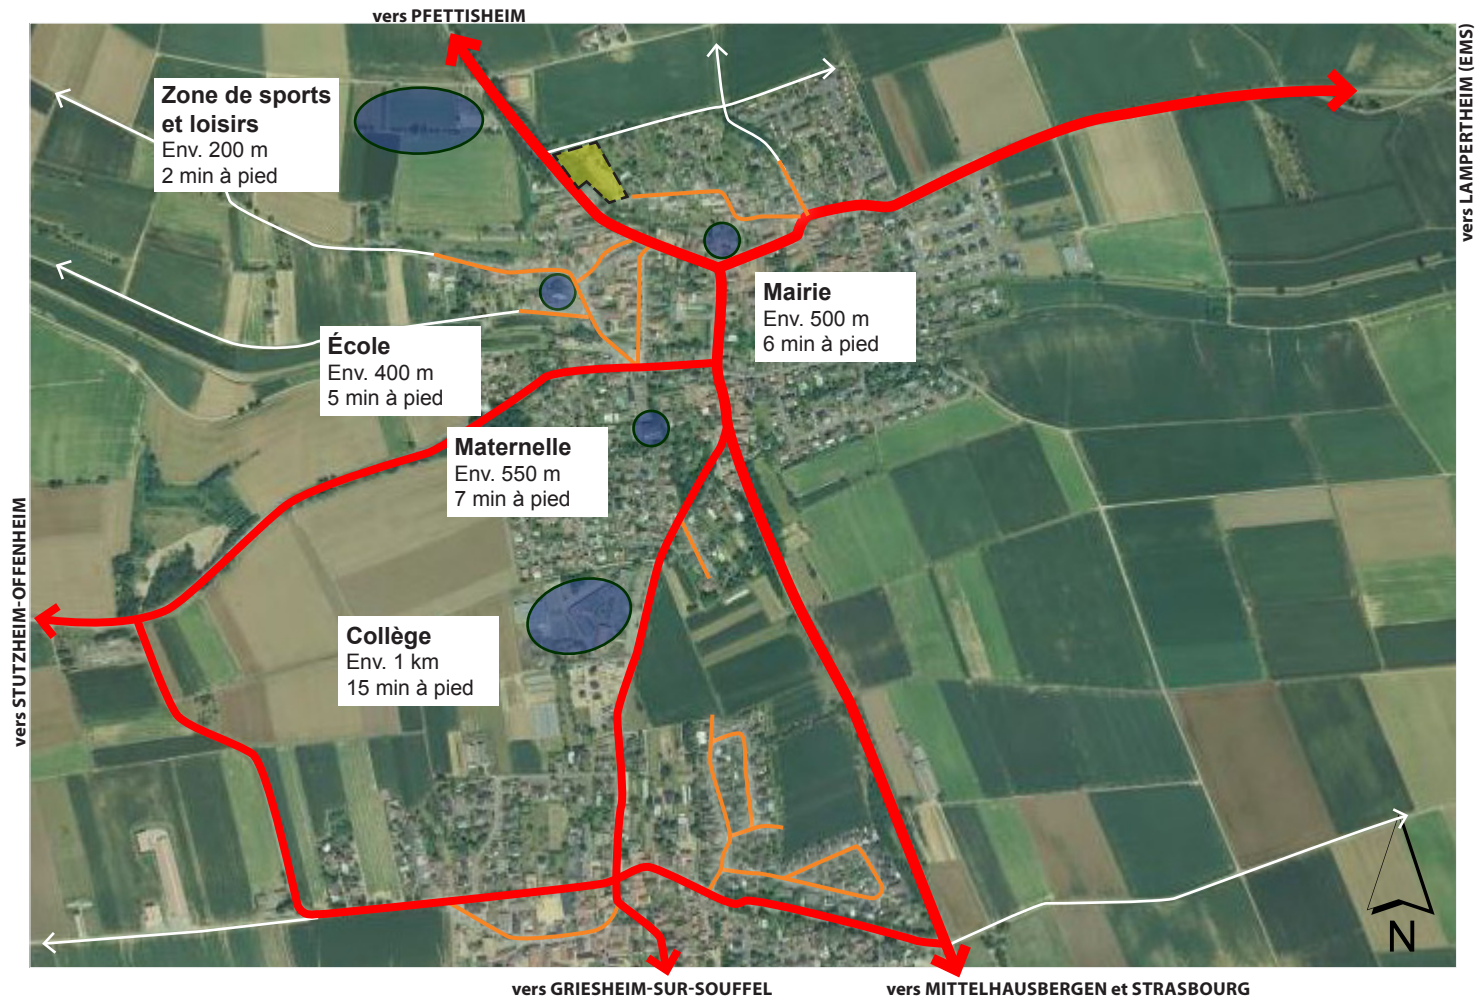 vers PFETTISHEIM
vers LAMPERTHEIM (EMS)
Zone de sports
et loisirs
Env. 200 m
2 min à pied
Mairie
Env. 500 m
6 min à pied
École
Env. 400 m
5 min à pied
Maternelle
Env. 550 m
7 min à pied
vers STUTZHEIM-OFFENHEIM
Collège
Env. 1 km
15 min à pied
N
vers GRIESHEIM-SUR-SOUFFEL
vers MITTELHAUSBERGEN et STRASBOURG